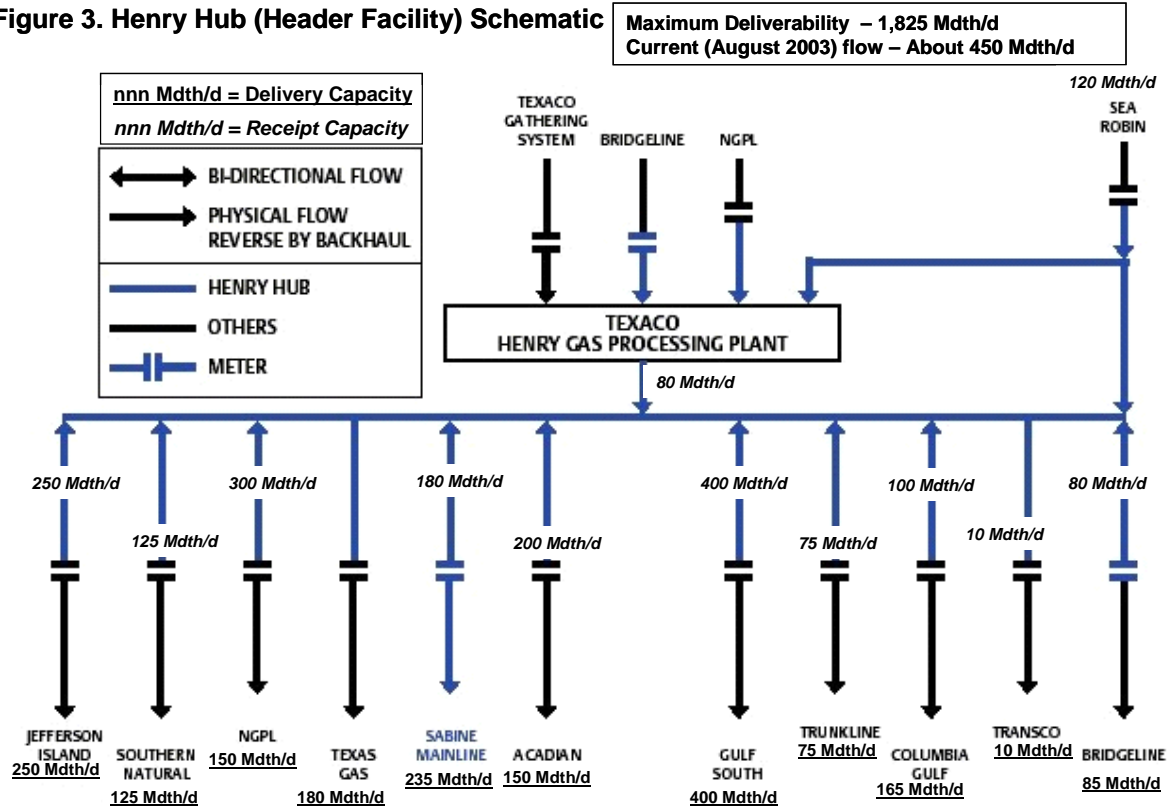 Figure 3. Henry Hub (Header Facility) Schematic
Maximum Deliverability – 1,825 Mdth/d
Current (August 2003) flow – About 450 Mdth/d
nnn Mdth/d = Delivery Capacity
nnn Mdth/d = Receipt Capacity
BI-DIRECTIONAL FLOW
PHYSICAL FLOW
REVERSE BY BACKHAUL
HENRY HUB
OTHERS
METER
TEXACO
GATHERING
SYSTEM
BRIDGELINE
NGPL
120 Mdth/d
SEA
ROBIN
TEXACO
HENRY GAS PROCESSING PLANT
80 Mdth/d
250 Mdth/d
125 Mdth/d
300 Mdth/d
180 Mdth/d
200 Mdth/d
400 Mdth/d
75 Mdth/d
100 Mdth/d
10 Mdth/d
80 Mdth/d
JEFFERSON
ISLAND
250 Mdth/d
SOUTHERN
NATURAL
125 Mdth/d
NGPL
150 Mdth/d
TEXAS
GAS
180 Mdth/d
SABINE
MAINLINE
235 Mdth/d
ACADIAN
150 Mdth/d
GULF
SOUTH
400 Mdth/d
TRUNKLINE
75 Mdth/d
COLUMBIA
GULF
165 Mdth/d
TRANSCO
10 Mdth/d
BRIDGELINE
85 Mdth/d